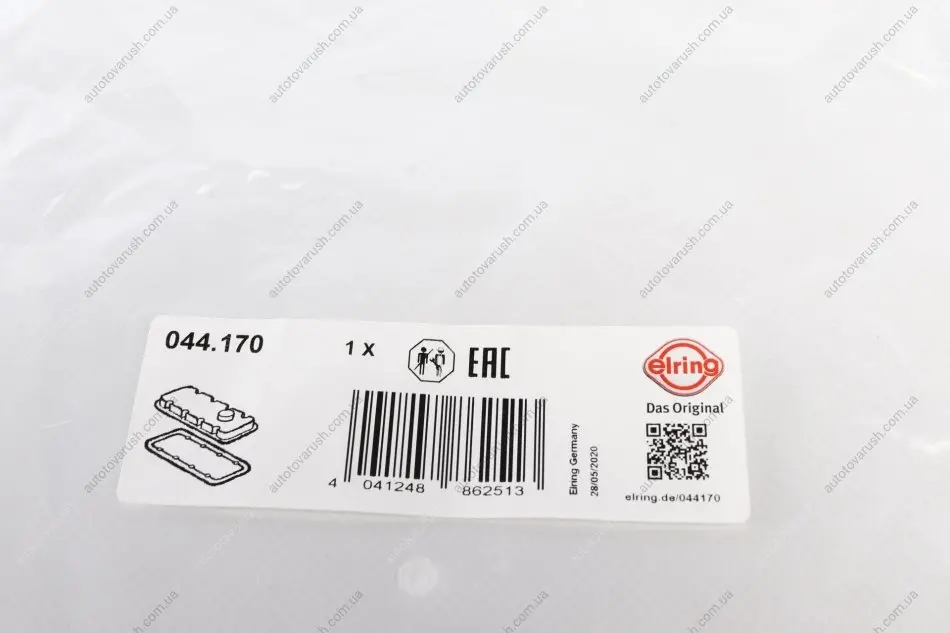 044.170
1 X
EAC
elring
Das Original
4 041248 862513
Elring Germany
28/05/2020
elring.de/044170
autotovarush.com.ua